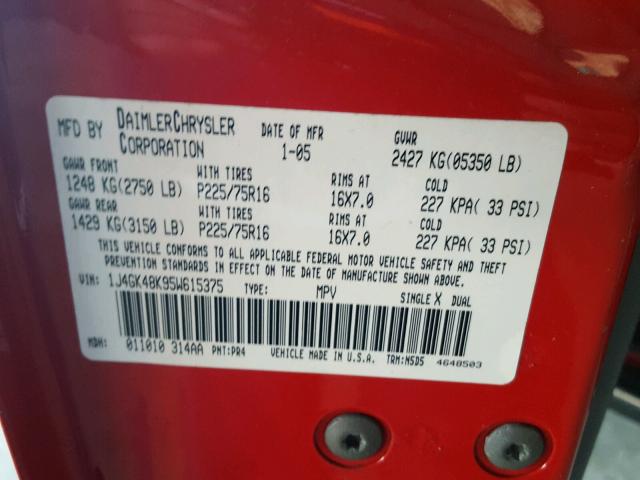 MFD BY DAIMLERCHRYSLER CORPORATION DATE OF MFR 1-05 GVWR 2427 KG(05350 LB)
GAWR FRONT WITH TIRES RIMS AT COLD
1248 KG(2750 LB) P225/75R16 16X7.0 227 KPA( 33 PSI)
GAWR REAR WITH TIRES RIMS AT COLD
1429 KG(3150 LB) P225/75R16 16X7.0 227 KPA( 33 PSI)
THIS VEHICLE CONFORMS TO ALL APPLICABLE FEDERAL MOTOR VEHICLE SAFETY AND THEFT
PREVENTION STANDARDS IN EFFECT ON THE DATE OF MANUFACTURE SHOWN ABOVE.
VIN: 1J4GK48K95W615375 TYPE: MPV SINGLE X DUAL
MDH: 011010 314AA PNT:PR4 VEHICLE MADE IN U.S.A. TRM:M5D5 4648503